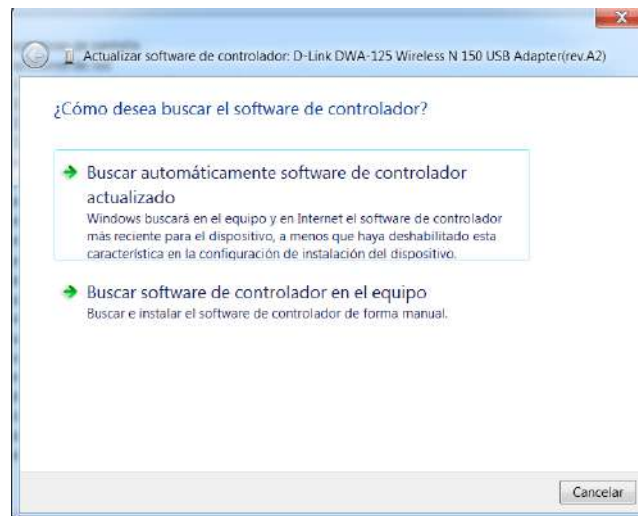 Actualizar software de controlador: D-Link DWA-125 Wireless N 150 USB Adapter(rev.A2)
¿Cómo desea buscar el software de controlador?
Buscar automáticamente software de controlador
actualizado
Windows buscará en el equipo y en Internet el software de controlador
más reciente para el dispositivo, a menos que haya deshabilitado esta
característica en la configuración de instalación del dispositivo.
Buscar software de controlador en el equipo
Buscar e instalar el software de controlador de forma manual.
Cancelar